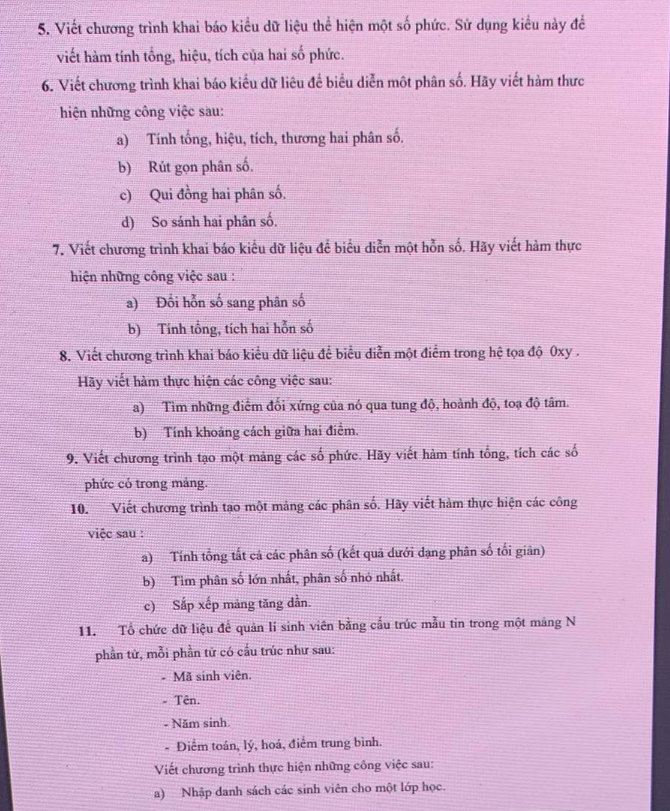 5. Viết chương trình khai báo kiểu dữ liệu thể hiện một số phức. Sử dụng kiểu này để
viết hàm tính tổng, hiệu, tích của hai số phức.
6. Viết chương trình khai báo kiểu dữ liêu để biểu diễn môt phân số. Hãy viết hàm thưc
hiện những công việc sau:
a) Tính tổng, hiệu, tích, thương hai phân số.
b) Rút gọn phân số.
c) Qui đồng hai phân số.
d) So sánh hai phân số.
7. Viết chương trình khai báo kiểu dữ liệu để biểu diễn một hỗn số. Hãy viết hàm thực
hiện những công việc sau :
a) Đổi hỗn số sang phân số
b) Tính tổng, tích hai hỗn số
8. Viết chương trình khai báo kiểu dữ liệu để biểu diễn một điểm trong hệ tọa độ 0xy .
Hãy viết hàm thực hiện các công việc sau:
a) Tìm những điểm đối xứng của nó qua tung độ, hoành độ, toạ độ tâm.
b) Tính khoảng cách giữa hai điểm.
9. Viết chương trình tạo một mảng các số phức. Hãy viết hàm tính tổng, tích các số
phức có trong mảng.
10. Viết chương trình tạo một mảng các phân số. Hãy viết hàm thực hiện các công
việc sau :
a) Tính tổng tất cả các phân số (kết quả dưới dạng phân số tối giản)
b) Tìm phân số lớn nhất, phân số nhỏ nhất.
c) Sắp xếp mảng tăng dần.
11. Tổ chức dữ liệu để quản lí sinh viên bằng cấu trúc mẫu tin trong một mảng N
phần tử, mỗi phần tử có cấu trúc như sau:
- Mã sinh viên.
- Tên.
- Năm sinh.
- Điểm toán, lý, hoá, điểm trung bình.
Viết chương trình thực hiện những công việc sau:
a) Nhập danh sách các sinh viên cho một lớp học.